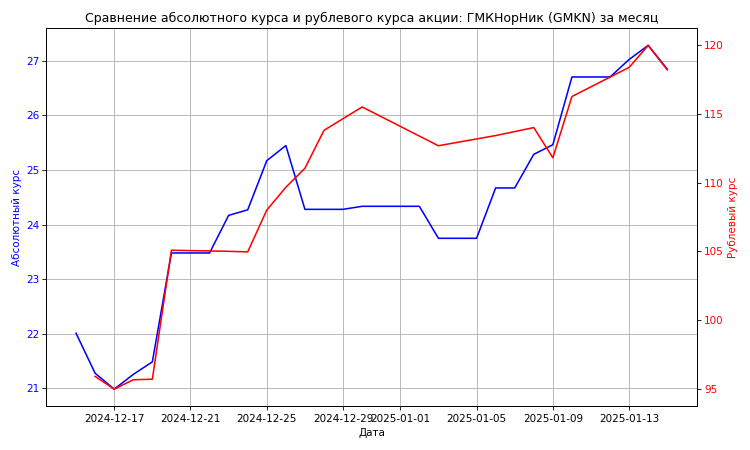 Сравнение абсолютного курса и рублевого курса акции: ГМКНорНик (GMKN) за месяц
27
26
25
24
23
22
21
Абсолютный курс
120
115
110
105
100
95
Рублевый курс
2024-12-17 2024-12-21 2024-12-25 2024-12-29 2025-01-01 2025-01-05 2025-01-09 2025-01-13
Дата